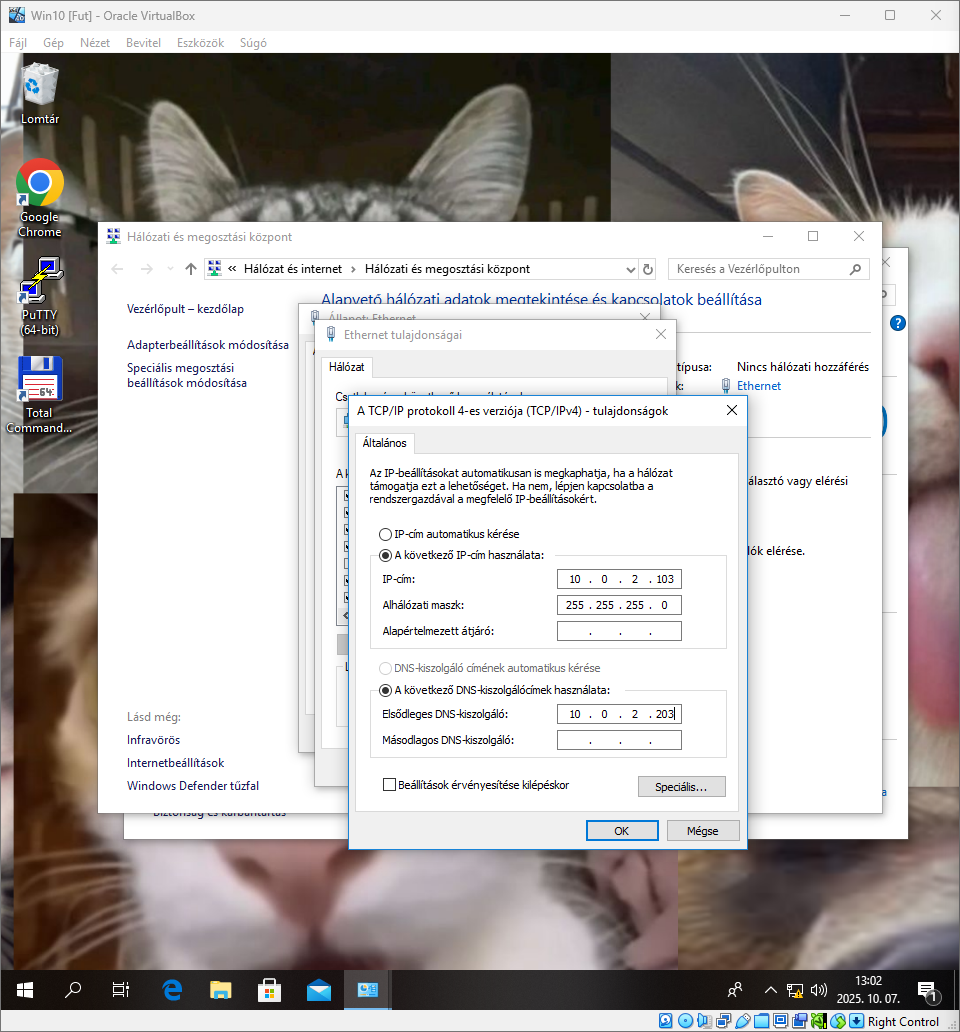 Win10 [Fut] - Oracle VirtualBox
Fájl Gép Nézet Bevitel Eszközök Súgó
Lomtár
Google
Chrome
PuTTY
(64-bit)
64:
Total
Command...
Hálózati és megosztási központ
« Hálózat és internet › Hálózati és megosztási központ
Keresés a Vezérlőpulton
Vezérlőpult – kezdőlap
Adapterbeállítások módosítása
Speciális megosztási
beállítások módosítása
Alapvető hálózati adatok megtekintése és kapcsolatok beállítása
típusa: Nincs hálózati hozzáférés
k: Ethernet
álasztó vagy elérési
lók elérése.
Lásd még:
Infravörös
Internetbeállítások
Windows Defender tűzfal
Biztonság és karbantartás
Állapot: Ethernet
Ethernet tulajdonságai
Hálózat
A TCP/IP protokoll 4-es verziója (TCP/IPv4) - tulajdonságok
Általános
Az IP-beállításokat automatikusan is megkaphatja, ha a hálózat
támogatja ezt a lehetőséget. Ha nem, lépjen kapcsolatba a
rendszergazdával a megfelelő IP-beállításokért.
IP-cím automatikus kérése
A következő IP-cím használata:
IP-cím: 10 . 0 . 2 . 103
Alhálózati maszk: 255 . 255 . 255 . 0
Alapértelmezett átjáró: . . .
DNS-kiszolgáló címének automatikus kérése
A következő DNS-kiszolgálócímek használata:
Elsődleges DNS-kiszolgáló: 10 . 0 . 2 . 203
Másodlagos DNS-kiszolgáló: . . .
Beállítások érvényesítése kilépéskor
Speciális...
OK Mégse
13:02
2025. 10. 07.
1
Right Control